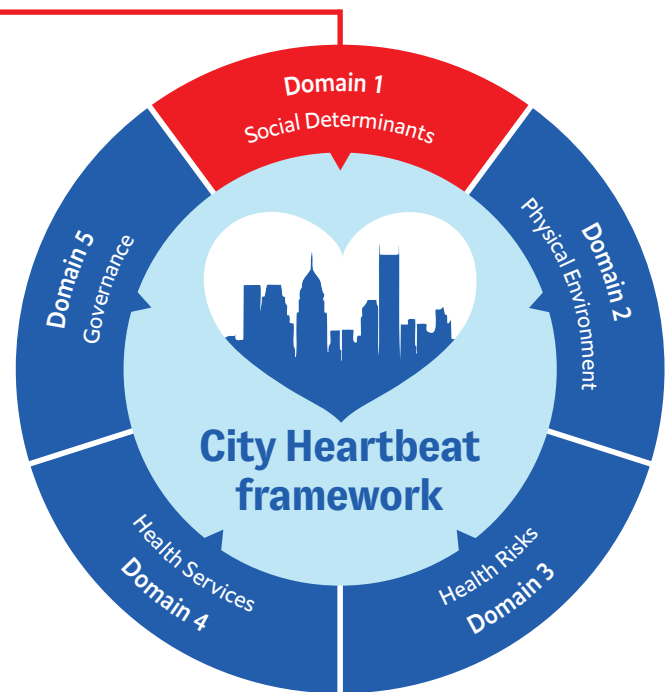 Domain 1
Social Determinants
Domain 2
Physical Environment
Health Risks
Domain 3
Health Services
Domain 4
Domain 5
Governance
City Heartbeat
framework